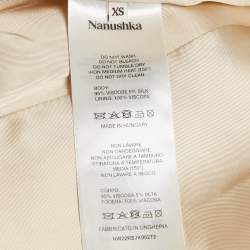 XS
Nanushka
DO NOT WASH
DO NOT BLEACH
DO NOT TUMBLE DRY
IRON MEDIUM HEAT (150°)
DO NOT DRY CLEAN
BODY:
95% VISCOSE 5% SILK
LINING: 100% VISCOSE
MADE IN HUNGARY
NON LAVARE
NON CANDEGGIARE
NON ASCIUGARE A TAMBURO
STIRATURA A TEMPERATURA
MEDIA (150°)
NON LAVARE A SECCO
CORPO:
95% VISCOSA 5% SETA
FODERA: 100% VISCOSA
FABBRICATO IN UNGHERIA